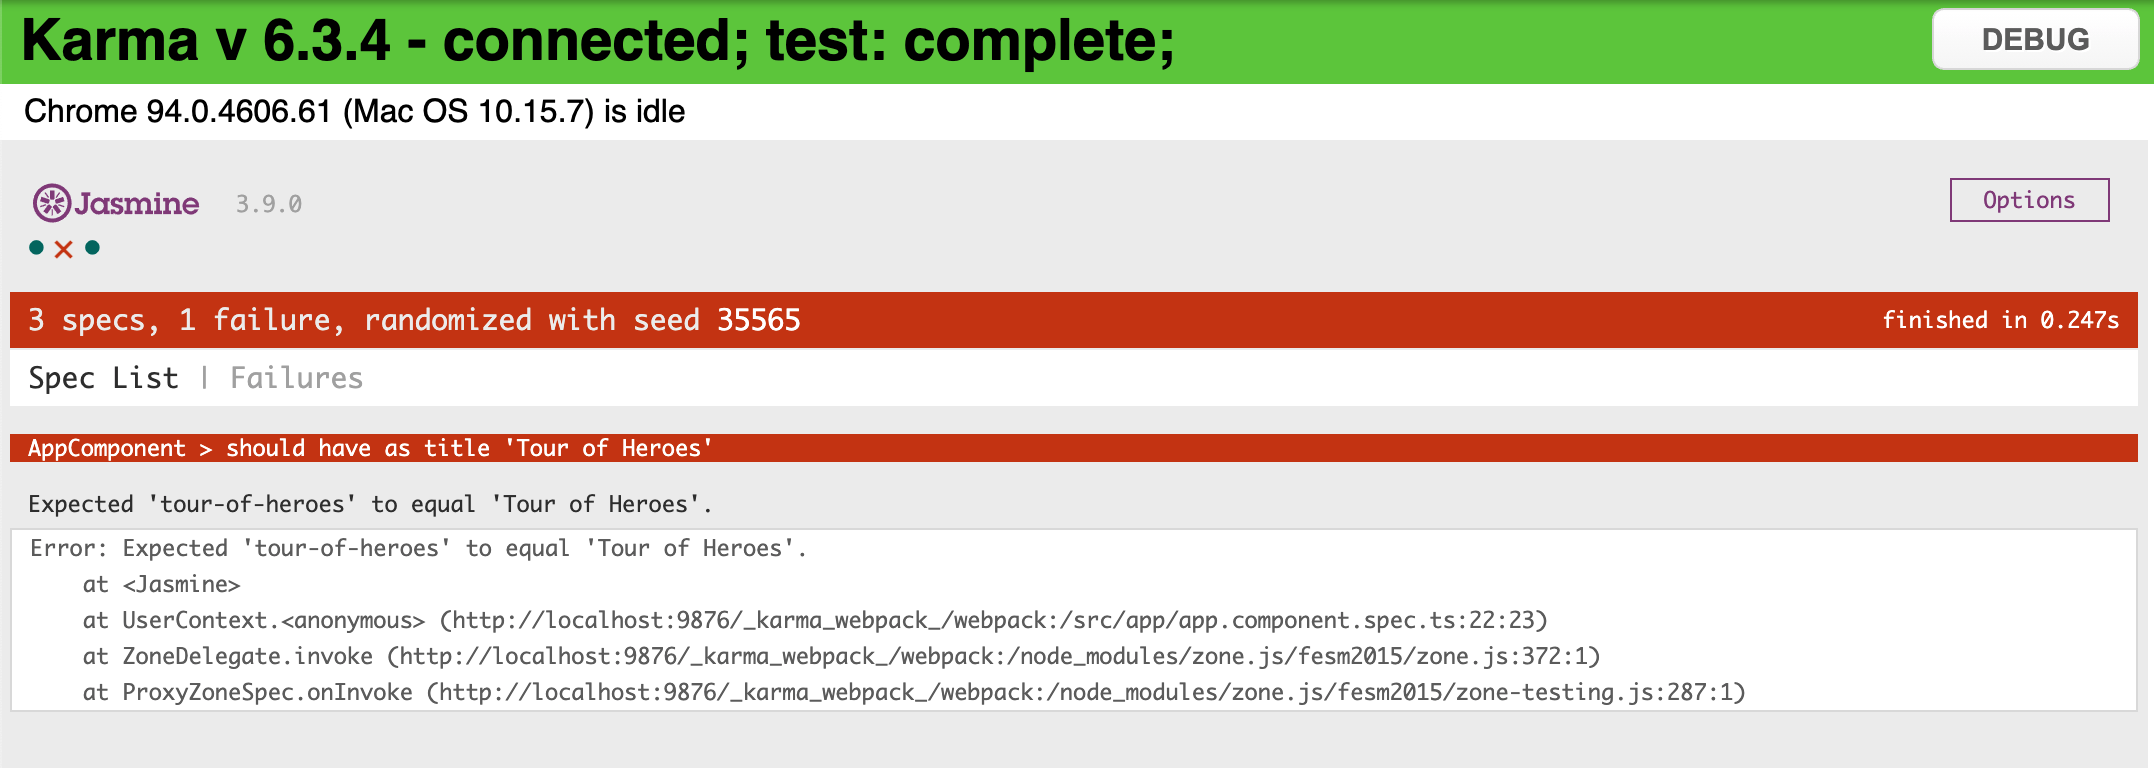 Karma v 6.3.4 - connected; test: complete;
DEBUG
Chrome 94.0.4606.61 (Mac OS 10.15.7) is idle
Jasmine 3.9.0
Options
3 specs, 1 failure, randomized with seed 35565
finished in 0.247s
Spec List | Failures
AppComponent > should have as title 'Tour of Heroes'
Expected 'tour-of-heroes' to equal 'Tour of Heroes'.
Error: Expected 'tour-of-heroes' to equal 'Tour of Heroes'.
at <Jasmine>
at UserContext.<anonymous> (http://localhost:9876/_karma_webpack_/webpack:/src/app/app.component.spec.ts:22:23)
at ZoneDelegate.invoke (http://localhost:9876/_karma_webpack_/webpack:/node_modules/zone.js/fesm2015/zone.js:372:1)
at ProxyZoneSpec.onInvoke (http://localhost:9876/_karma_webpack_/webpack:/node_modules/zone.js/fesm2015/zone-testing.js:287:1)